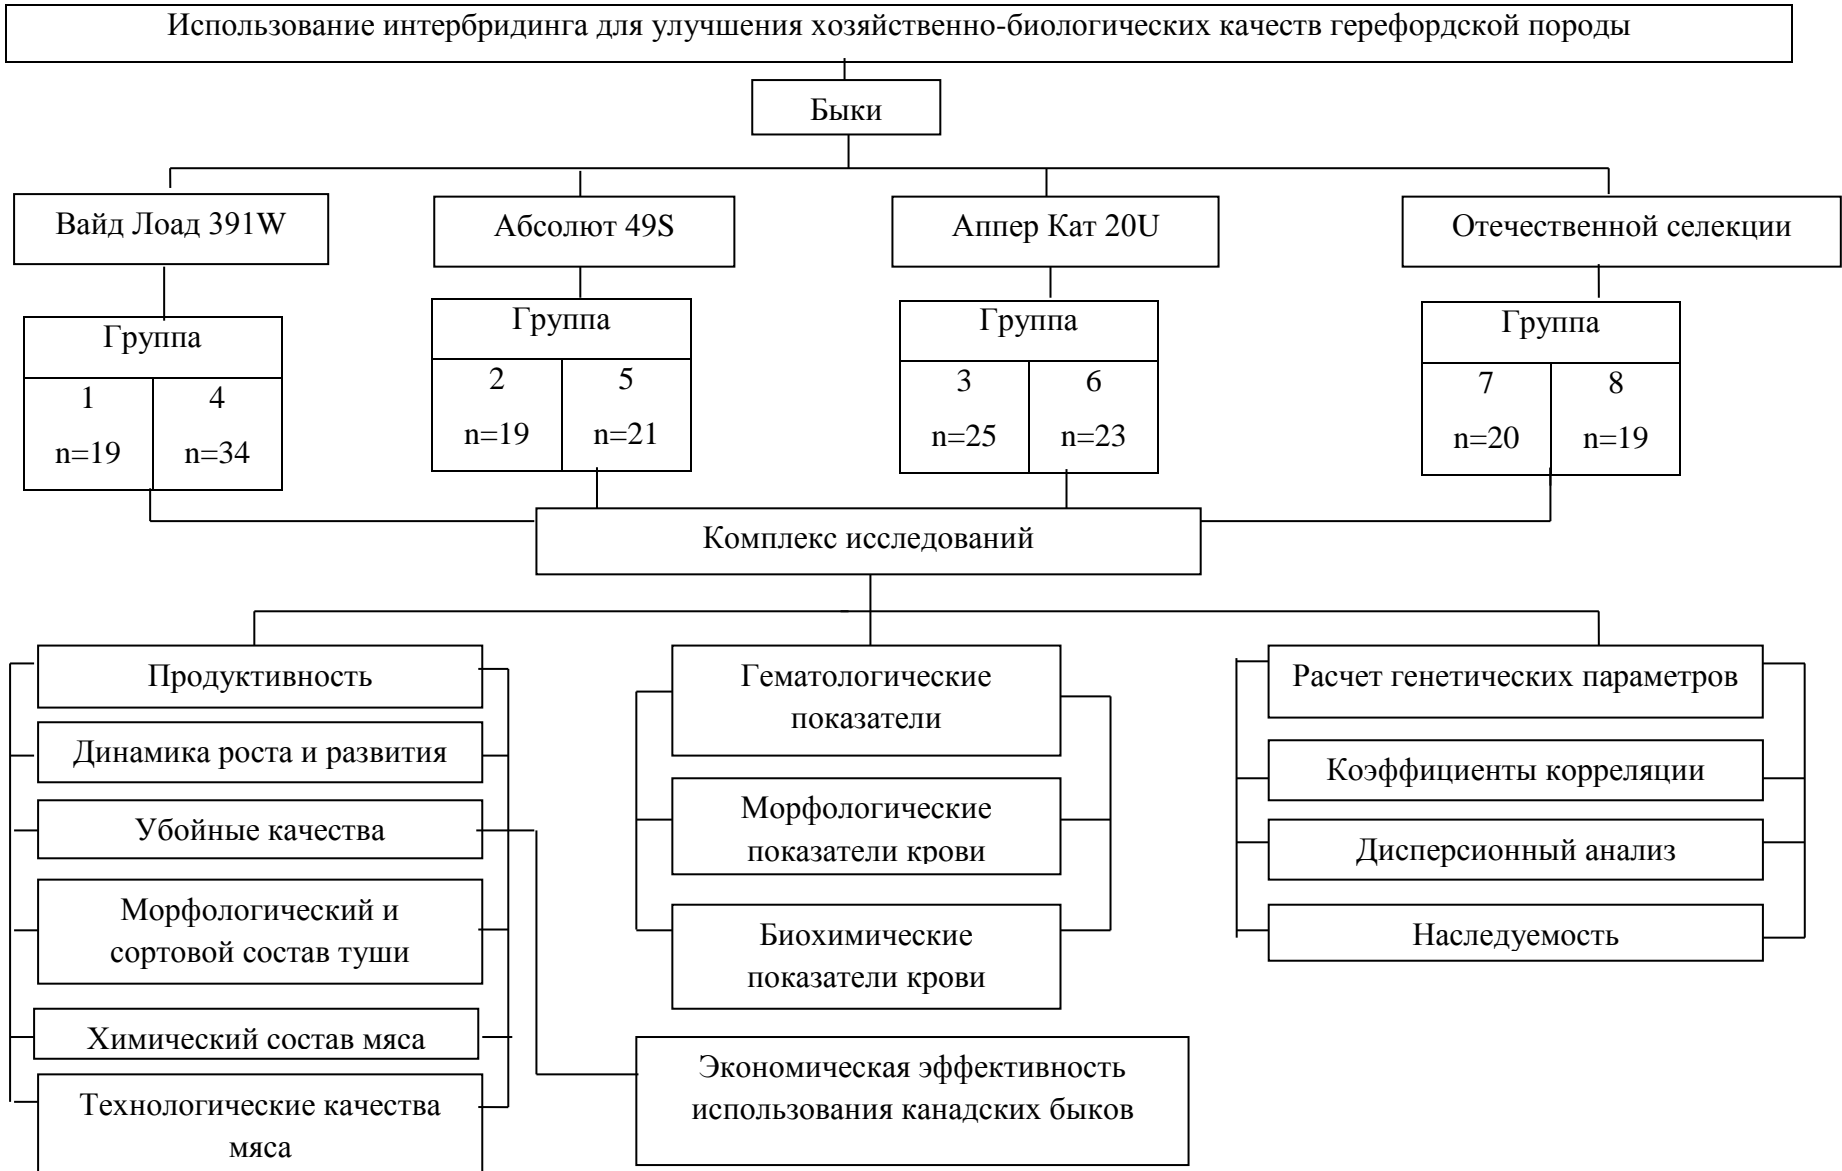 Использование интербридинга для улучшения хозяйственно-биологических качеств герефордской породы
Быки
Вайд Лоад 391W
Абсолют 49S
Аппер Кат 20U
Отечественной селекции
Группа
1
4
n=19
n=34
Группа
2
5
n=19
n=21
Группа
3
6
n=25
n=23
Группа
7
8
n=20
n=19
Комплекс исследований
Продуктивность
Динамика роста и развития
Убойные качества
Морфологический и
сортовой состав туши
Химический состав мяса
Технологические качества
мяса
Гематологические
показатели
Морфологические
показатели крови
Биохимические
показатели крови
Экономическая эффективность
использования канадских быков
Расчет генетических параметров
Коэффициенты корреляции
Дисперсионный анализ
Наследуемость